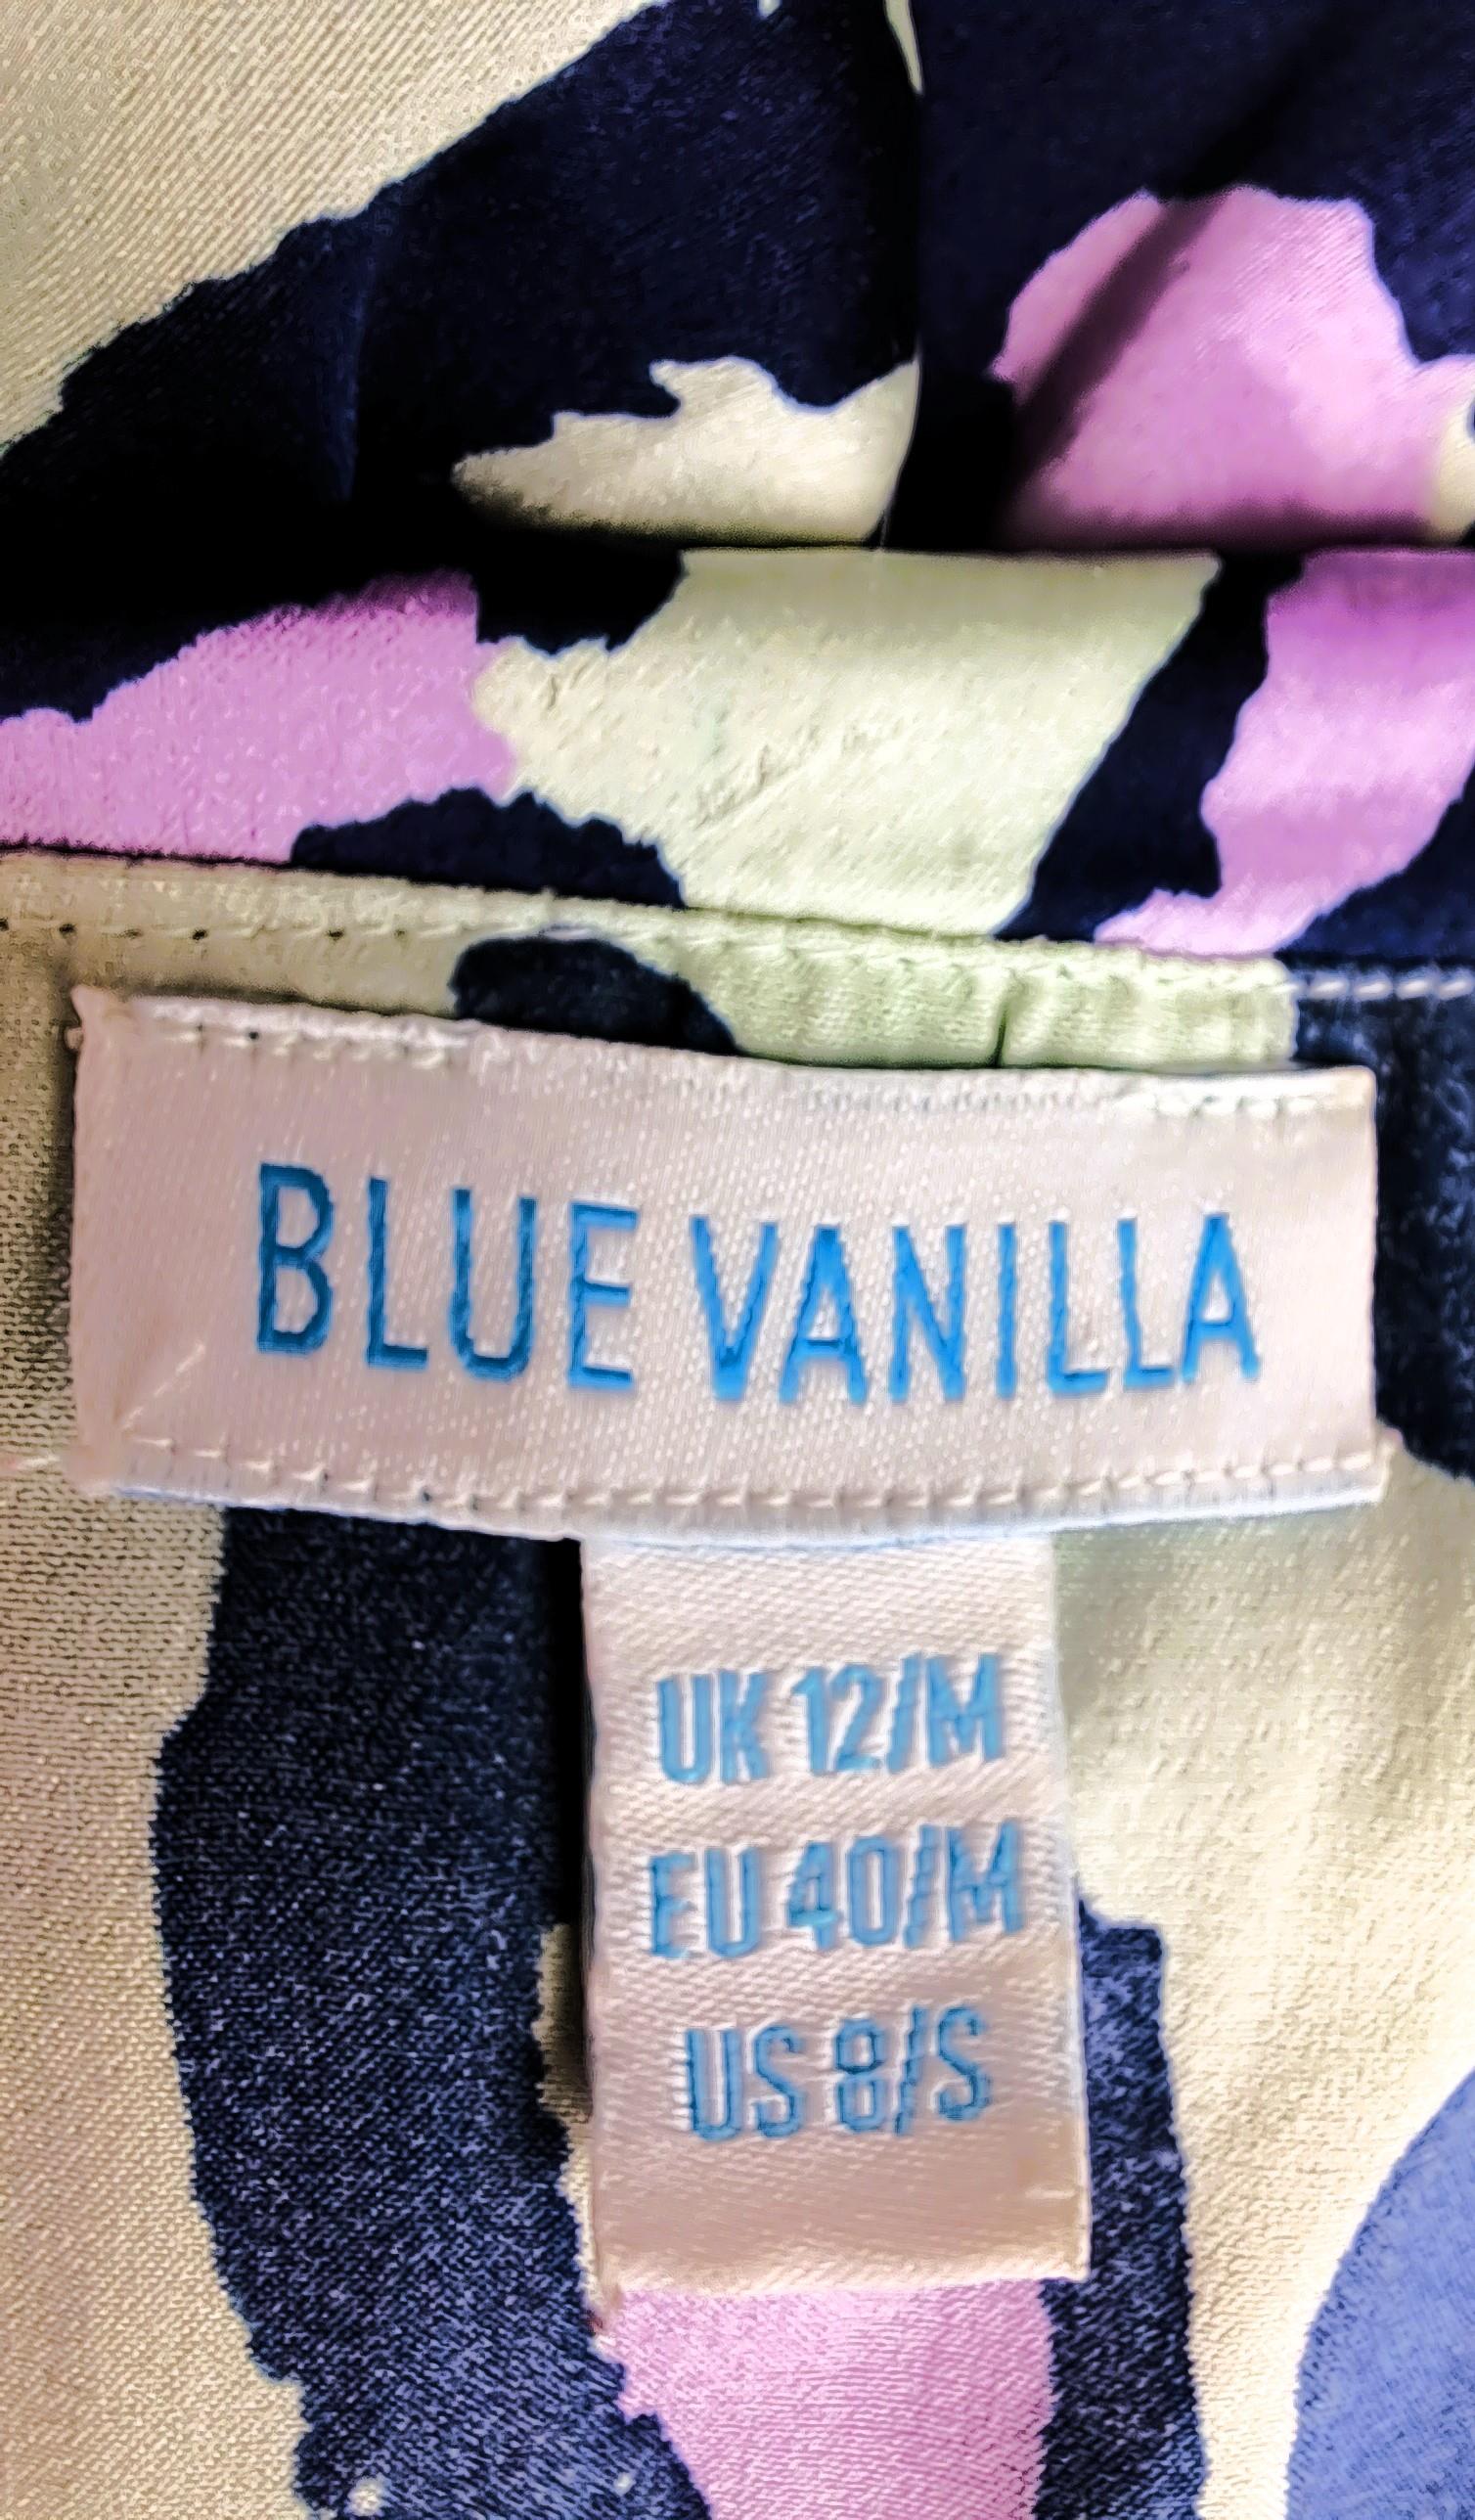 BLUE VANILLA
UK 12/M
EU 40/M
US 8/S